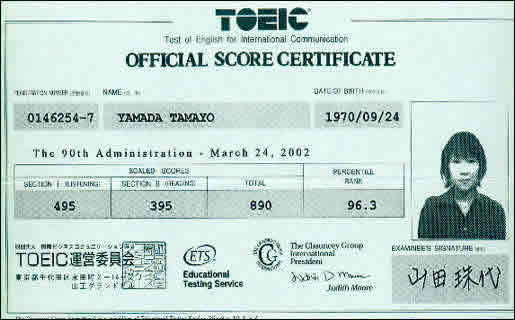 TOEIC
Test of English for International Communication
OFFICIAL SCORE CERTIFICATE
NAME
DATE OF BIRTH
0146254-7 YAMADA TAMAYO 1970/09/24
The 90th Administration - March 24, 2002
SCALED SCORES
SECTION I (LISTENING) SECTION II (READING) TOTAL PERCENTILE RANK
495 395 890 96.3
TOEIC運営委員会
ETS
Educational
Testing Service
The Chauncey Group
International
President
Judith Moore
EXAMINEE'S SIGNATURE
山田珠代